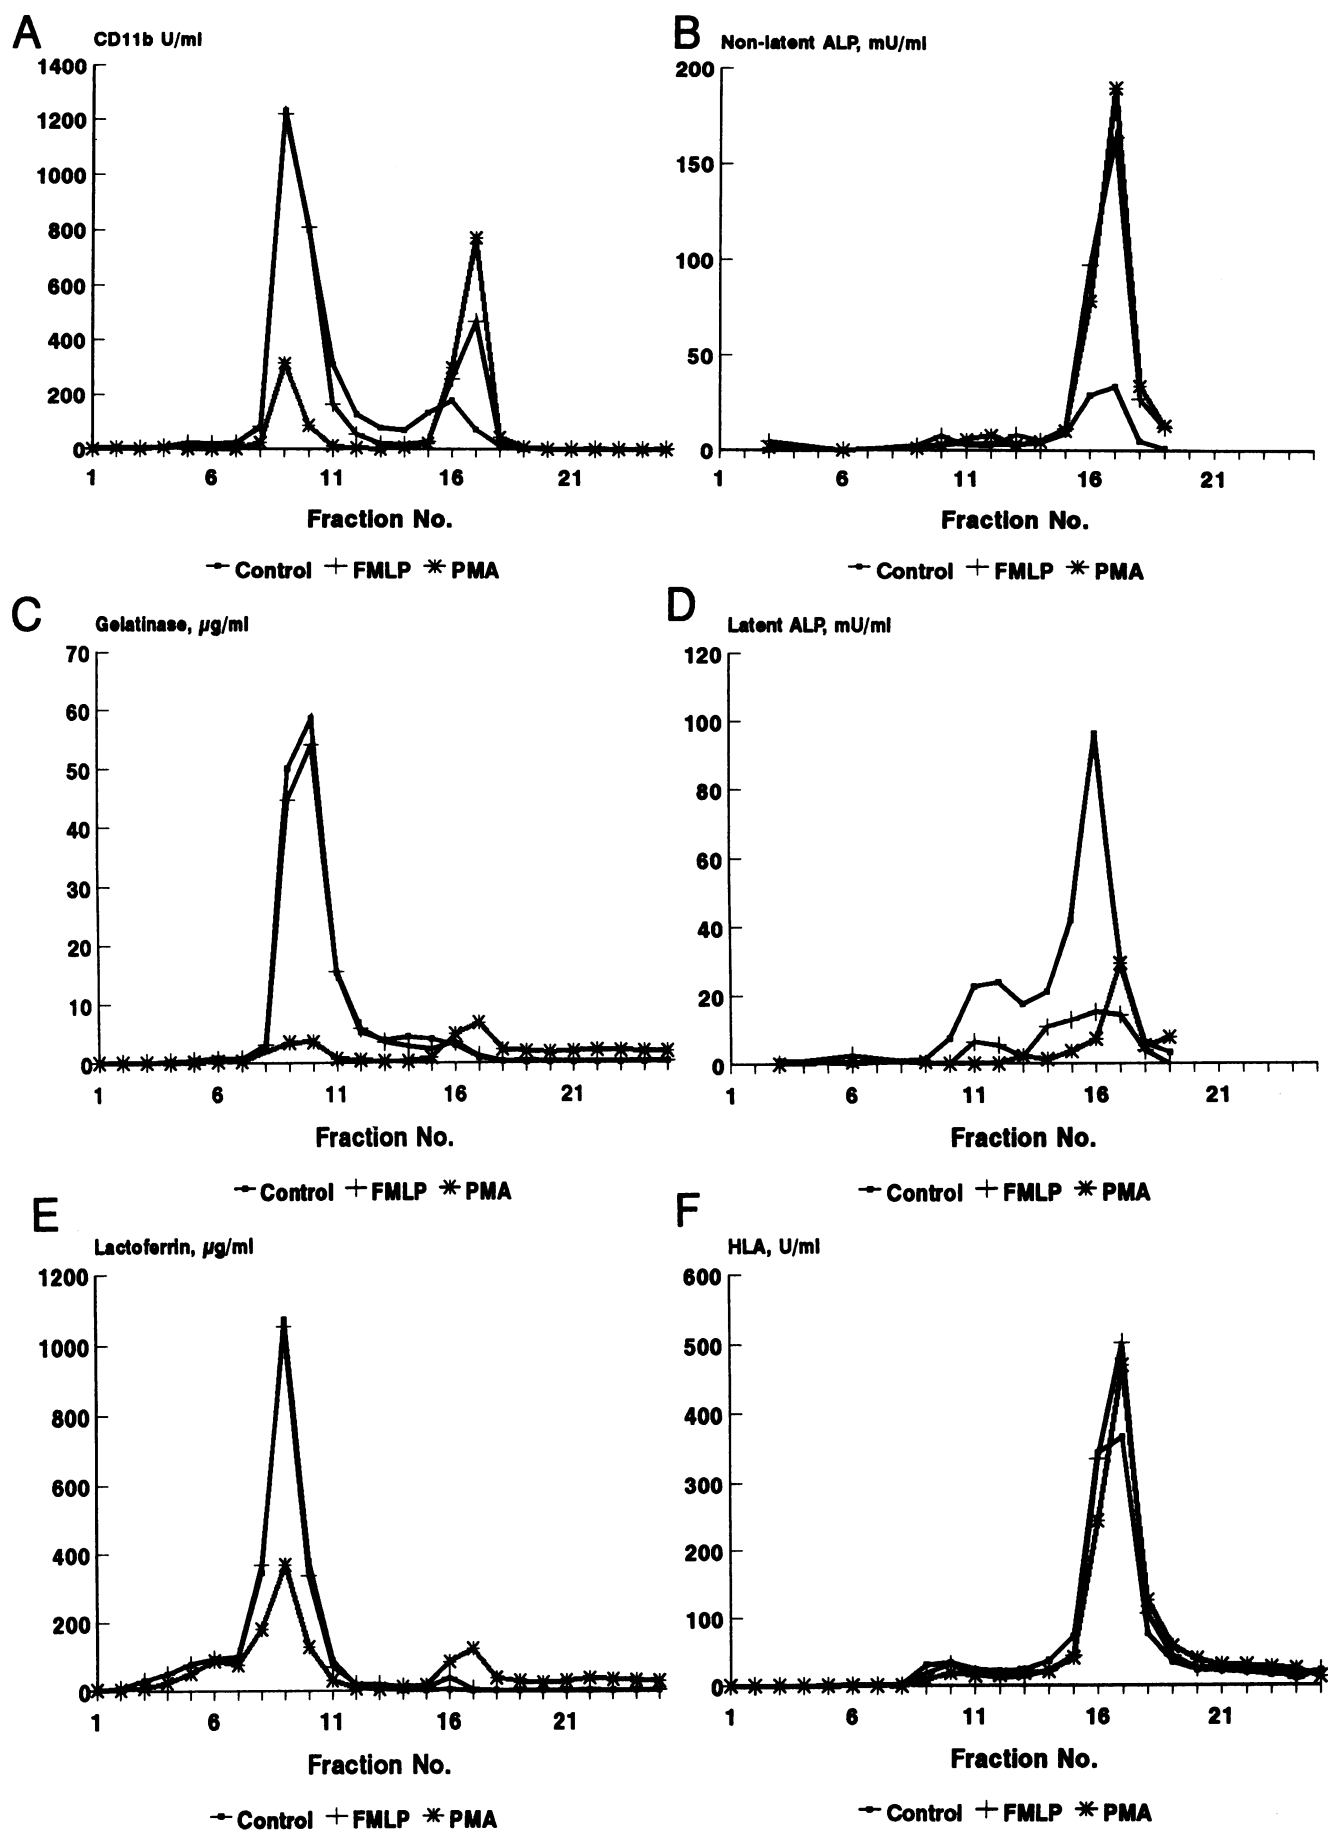 A
CD11b U/ml
1400
1200
1000
800
600
400
200
0
1 6 11 16 21
Fraction No.
Control FMLP PMA
B
Non-latent ALP, mU/ml
200
150
100
50
0
1 6 11 16 21
Fraction No.
Control FMLP PMA
C
Gelatinase, µg/ml
70
60
50
40
30
20
10
0
1 6 11 16 21
Fraction No.
Control FMLP PMA
D
Latent ALP, mU/ml
120
100
80
60
40
20
0
1 6 11 16 21
Fraction No.
Control FMLP PMA
E
Lactoferrin, µg/ml
1200
1000
800
600
400
200
0
1 6 11 16 21
Fraction No.
Control FMLP PMA
F
HLA, U/ml
600
500
400
300
200
100
0
1 6 11 16 21
Fraction No.
Control FMLP PMA